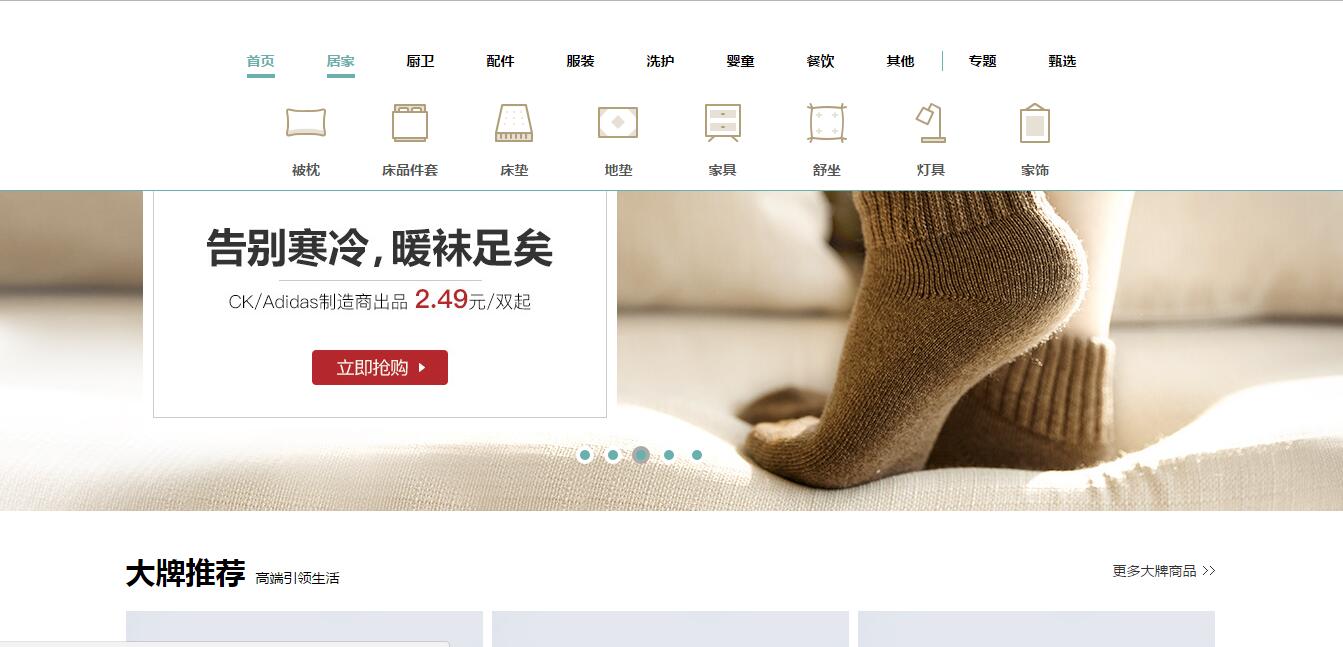 首页 居家 厨卫 配件 服装 洗护 婴童 餐饮 其他 专题 甄选
被枕 床品件套 床垫 地垫 家具 舒坐 灯具 家饰
告别寒冷,暖袜足矣
CK/Adidas制造商出品 2.49元/双起
立即抢购
大牌推荐 高端引领生活 更多大牌商品 >>